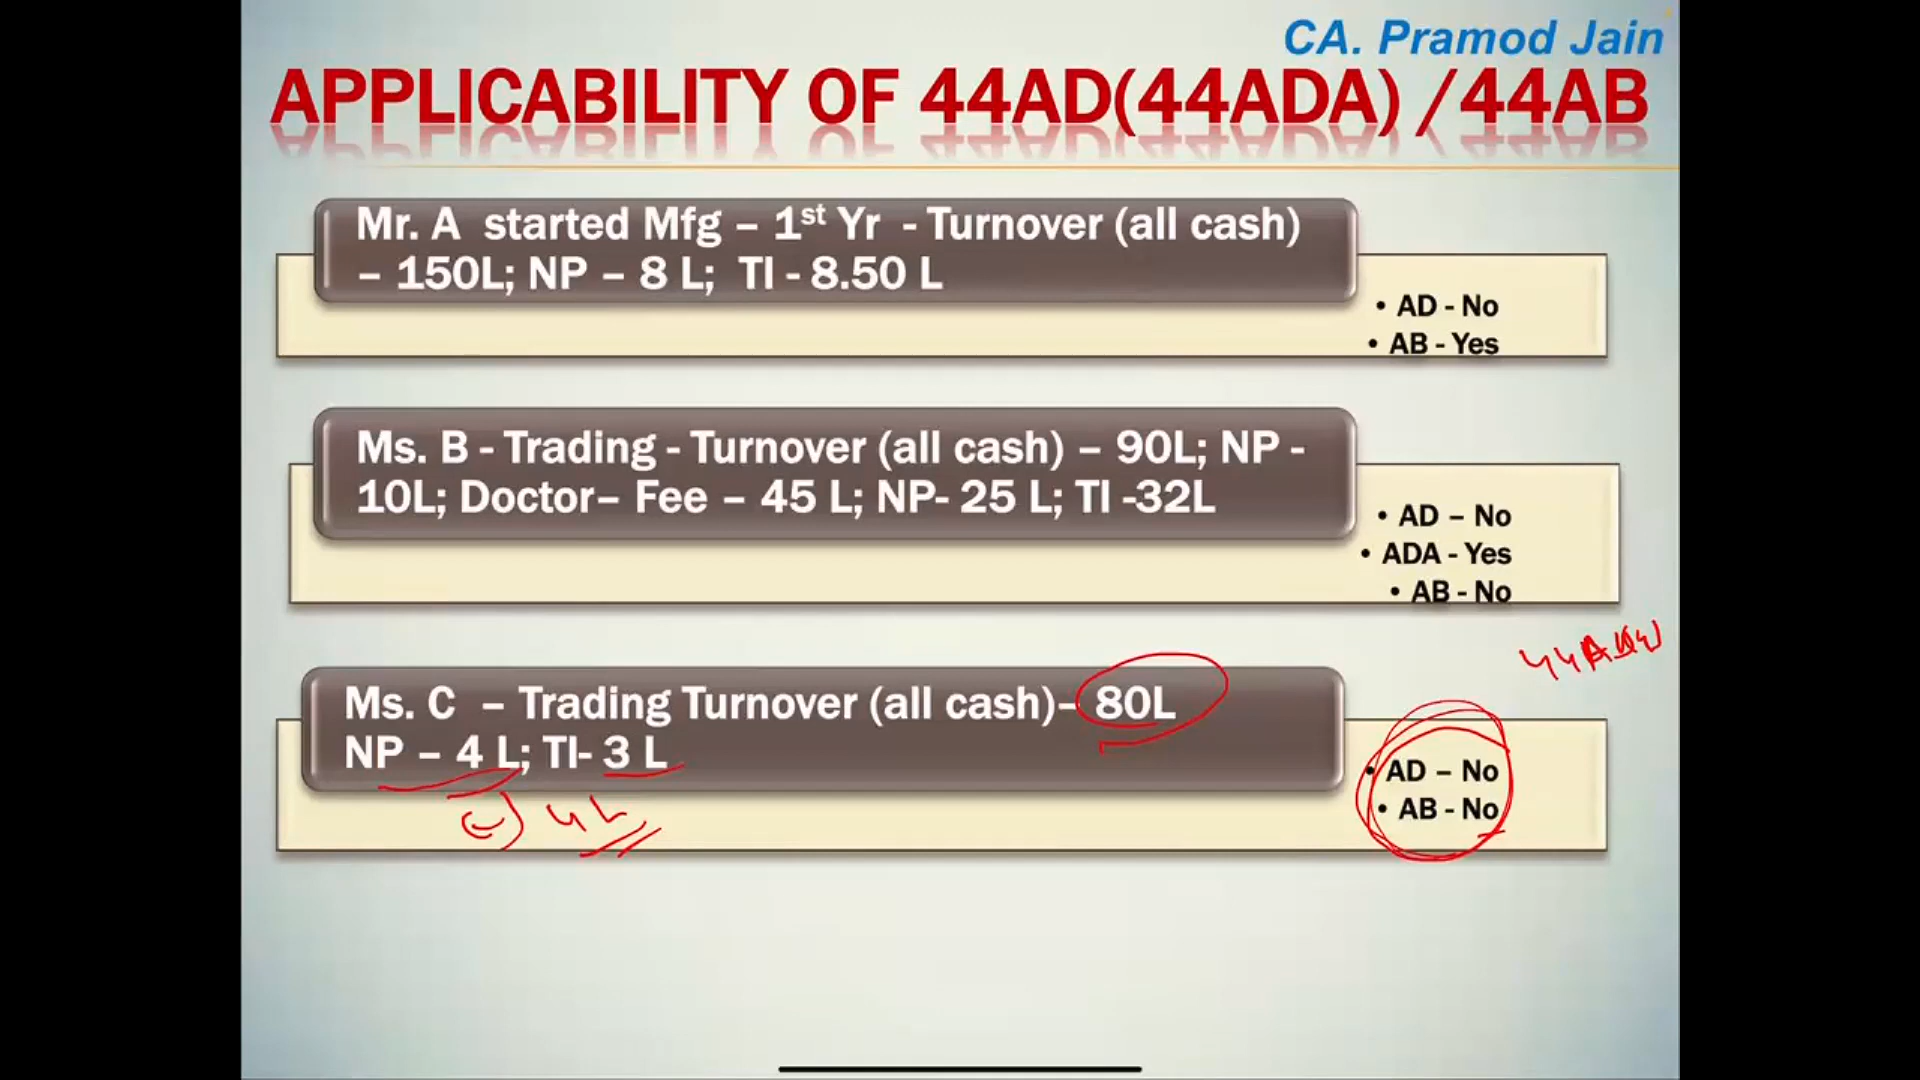 CA. Pramod Jain
APPLICABILITY OF 44AD(44ADA) /44AB
Mr. A started Mfg – 1st Yr - Turnover (all cash)
– 150L; NP – 8 L; TI - 8.50 L
• AD - No
• AB - Yes
Ms. B - Trading - Turnover (all cash) – 90L; NP -
10L; Doctor– Fee – 45 L; NP- 25 L; TI -32L
• AD – No
• ADA - Yes
• AB - No
Ms. C – Trading Turnover (all cash)– 80L
NP – 4 L; TI- 3 L
• AD – No
• AB - No
4 L